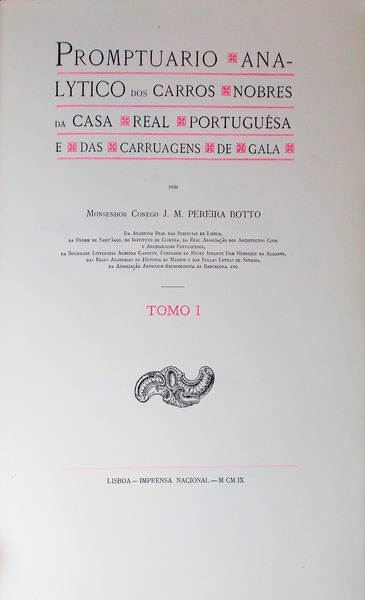 PROMPTUARIO ANA-
LYTICO DOS CARROS NOBRES
DA CASA REAL PORTUGUÊSA
E DAS CARRUAGENS DE GALA
POR
MONSENHOR CONEGO J. M. PEREIRA BOTTO
DA ACADEMIA REAL DAS SCIENCIAS DE LISBOA,
DA ORDEM DE SANT'IAGO, DO INSTITUTO DE COIMBRA, DA REAL ASSOCIAÇÃO DOS ARCHITECTOS CIVIS
E ARCHEOLOGOS PORTUGUESES,
DA SOCIEDADE LITTERARIA ALMEIDA GARRETT, FUNDADOR DO MUSEU INFANTE DOM HENRIQUE DO ALGARVE,
DAS REAES ACADEMIAS DE HISTORIA DE MADRID E DAS BELLAS LETRAS DE SEVILHA,
DA ASSOCIAÇÃO ARTISTICO-ARCHEOLOGICA DE BARCELONA, ETC.
TOMO I
LISBOA — IMPRENSA NACIONAL — M CM IX